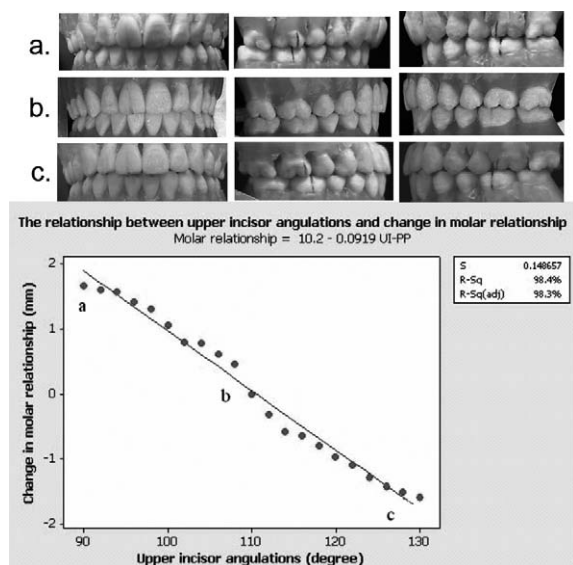 a.
b.
c.
The relationship between upper incisor angulations and change in molar relationship
Molar relationship = 10.2 - 0.0919 UI-PP
S 0.148657
R-Sq 98.4%
R-Sq(adj) 98.3%
Change in molar relationship (mm)
2
1
0
-1
-2
a
b
c
90 100 110 120 130
Upper incisor angulations (degree)